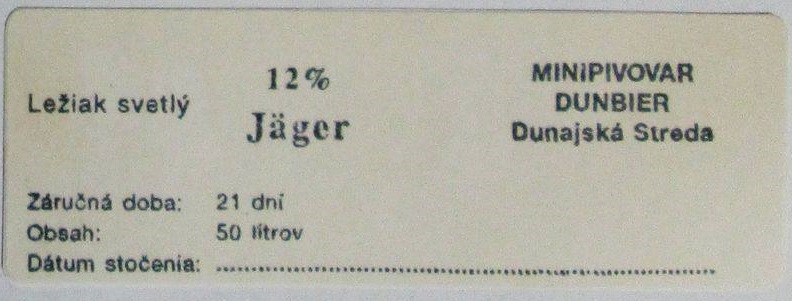 Ležiak svetlý
12%
Jäger
MINIPIVOVAR
DUNBIER
Dunajská Streda
Záručná doba: 21 dní
Obsah: 50 litrov
Dátum stočenia: ........................................................................